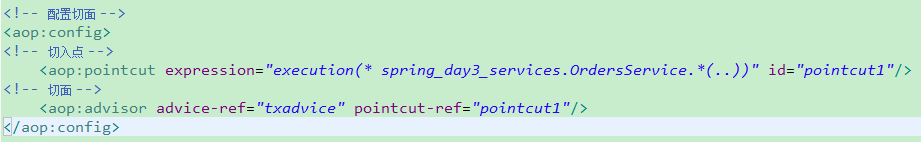 <!-- 配置切面 -->
<aop:config>
<!-- 切入点 -->
<aop:pointcut expression="execution(* spring_day3_services.OrdersService.*(..))" id="pointcut1"/>
<!-- 切面 -->
<aop:advisor advice-ref="txadvice" pointcut-ref="pointcut1"/>
</aop:config>